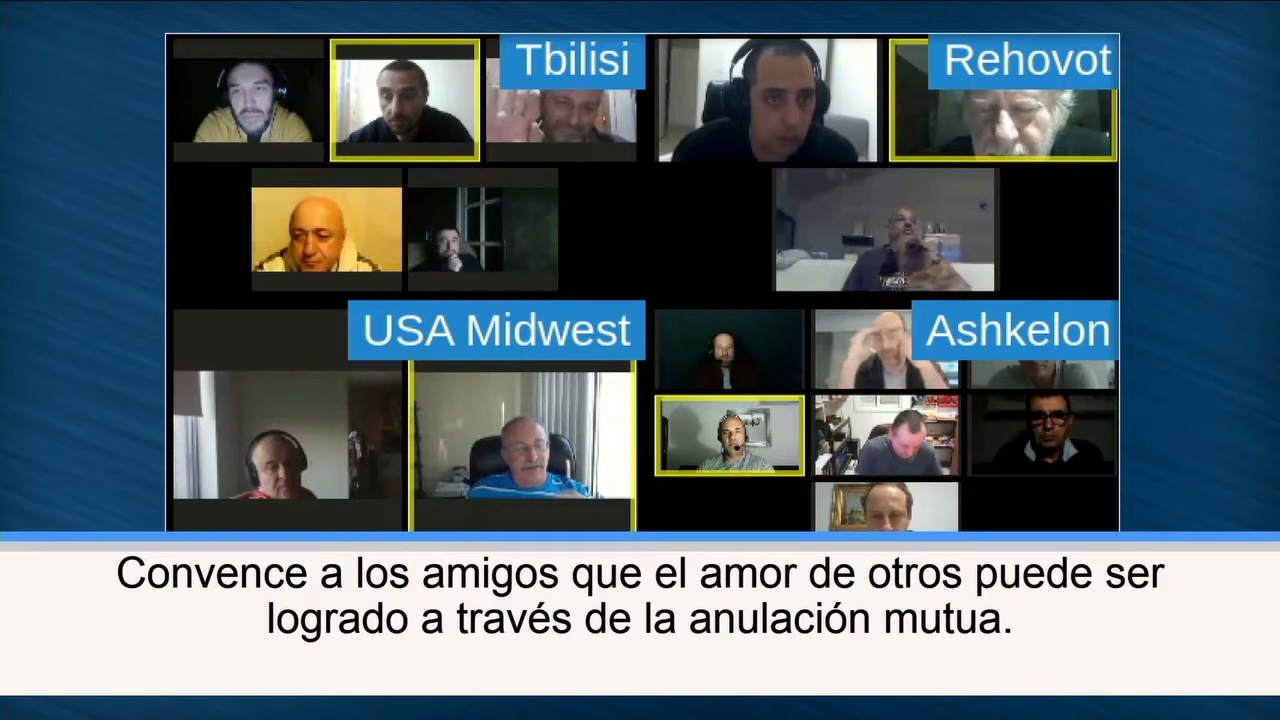 Tbilisi
Rehovot
USA Midwest
Ashkelon
Convence a los amigos que el amor de otros puede ser
logrado a través de la anulación mutua.